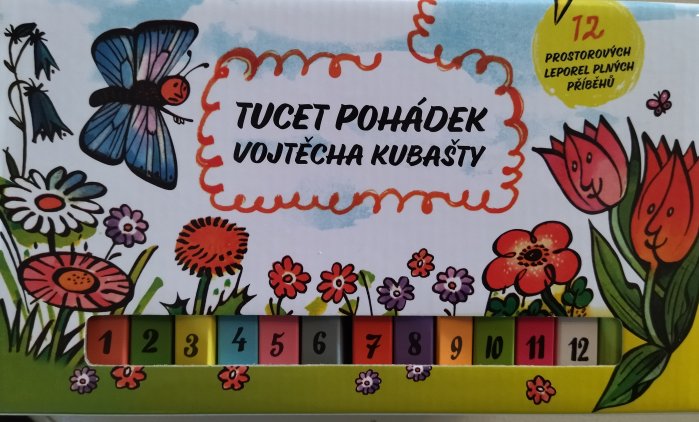 TUCET POHÁDEK
VOJTĚCHA KUBAŠTY
12
PROSTOROVÝCH
LEPOREL PLNÝCH
PŘÍBĚHŮ
1 2 3 4 5 6 7 8 9 10 11 12